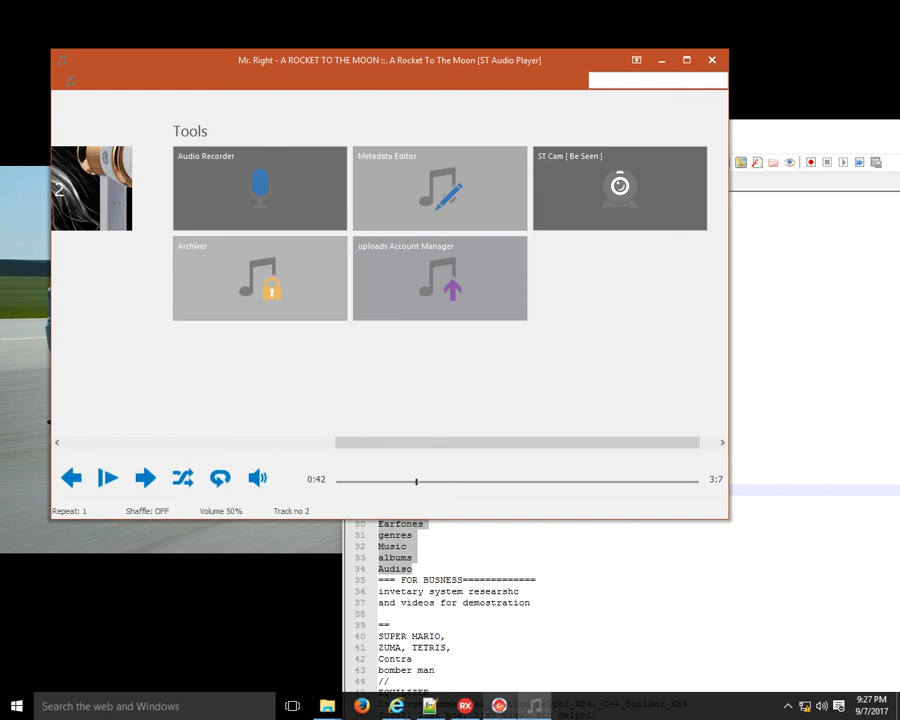 Mr. Right - A ROCKET TO THE MOON ::. A Rocket To The Moon [ST Audio Player]
Tools
Audio Recorder
Metadata Editor
ST Cam [ Be Seen ]
2
Archiver
uploads Account Manager
0:42
3:7
Repeat: 1
Shaffle: OFF
Volume 50%
Track no 2
30 Earfones
31 genres
32 Music
33 albums
34 Audiso
35 === FOR BUSNESS=============
36 invetary system researshc
37 and videos for demostration
38
39 ==
40 SUPER MARIO,
41 ZUMA, TETRIS,
42 Contra
43 bomber man
44 //
EQUILIZER
Search the web and Windows
9:27 PM
9/7/2017